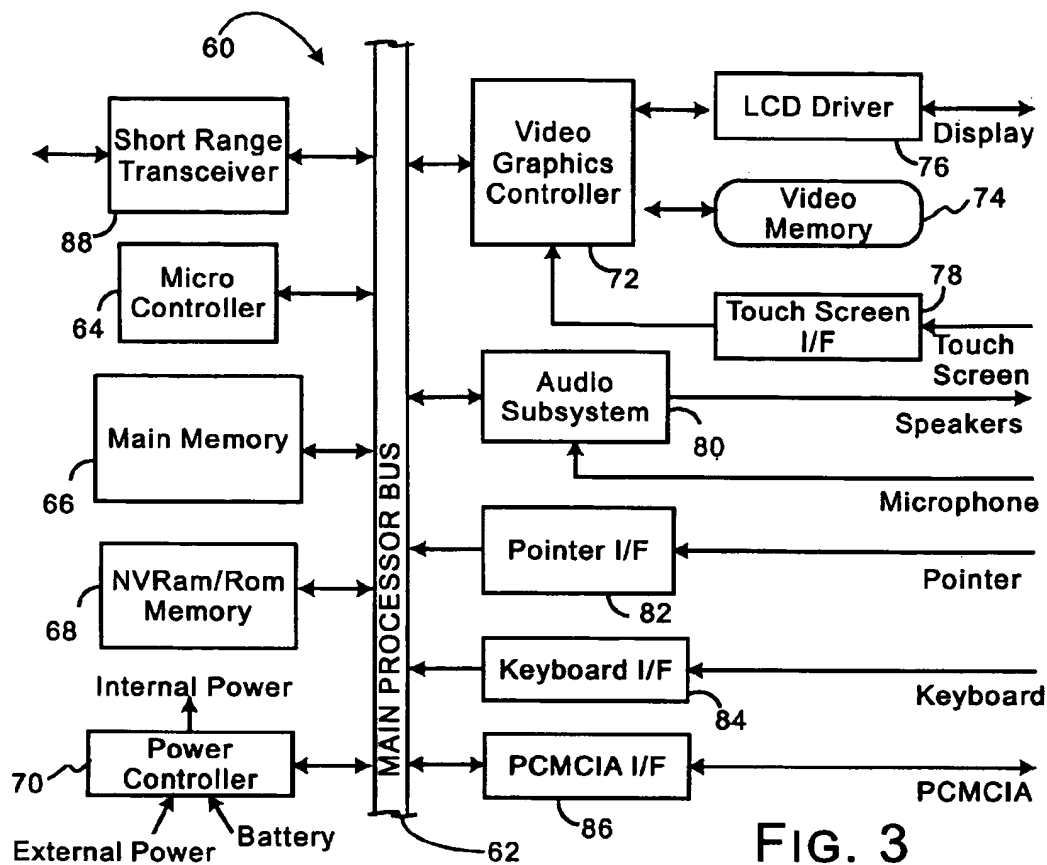 60
Short Range
Transceiver
88
Micro
Controller
64
Main Memory
66
NVRam/Rom
Memory
68
Internal Power
Power
Controller
70
External Power
Battery
MAIN PROCESSOR BUS
62
Video
Graphics
Controller
72
LCD Driver
Display
76
Video
Memory
74
78
Touch Screen
I/F
Touch
Screen
Audio
Subsystem
80
Speakers
Microphone
Pointer I/F
82
Pointer
Keyboard I/F
84
Keyboard
PCMCIA I/F
86
PCMCIA
FIG. 3